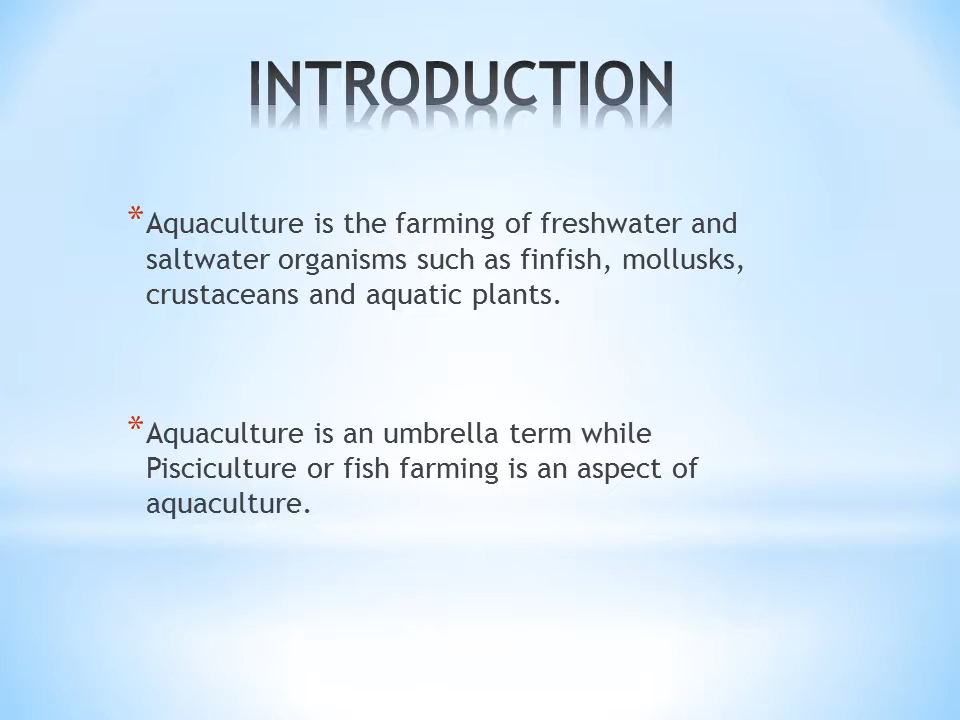 INTRODUCTION
* Aquaculture is the farming of freshwater and
saltwater organisms such as finfish, mollusks,
crustaceans and aquatic plants.
* Aquaculture is an umbrella term while
Pisciculture or fish farming is an aspect of
aquaculture.